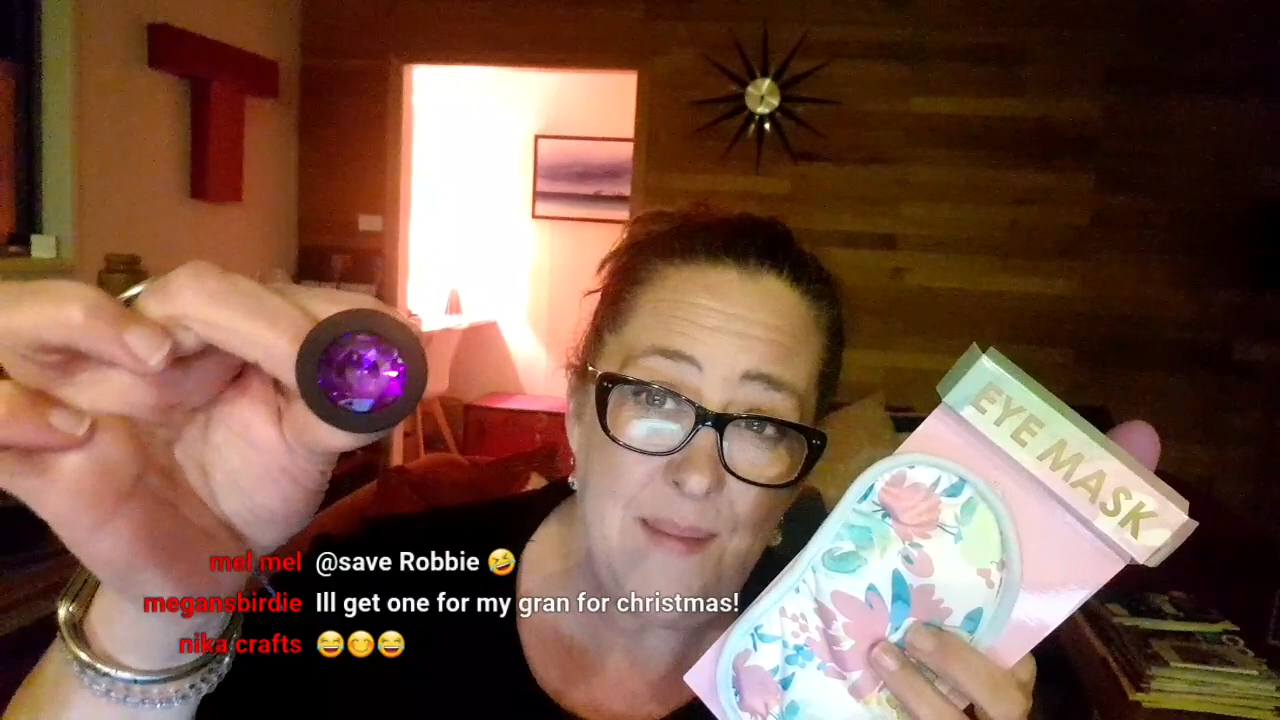 T
EYE MASK
mel mel @save Robbie 🤣
megansbirdie Ill get one for my gran for christmas!
nika crafts 😂😋😂